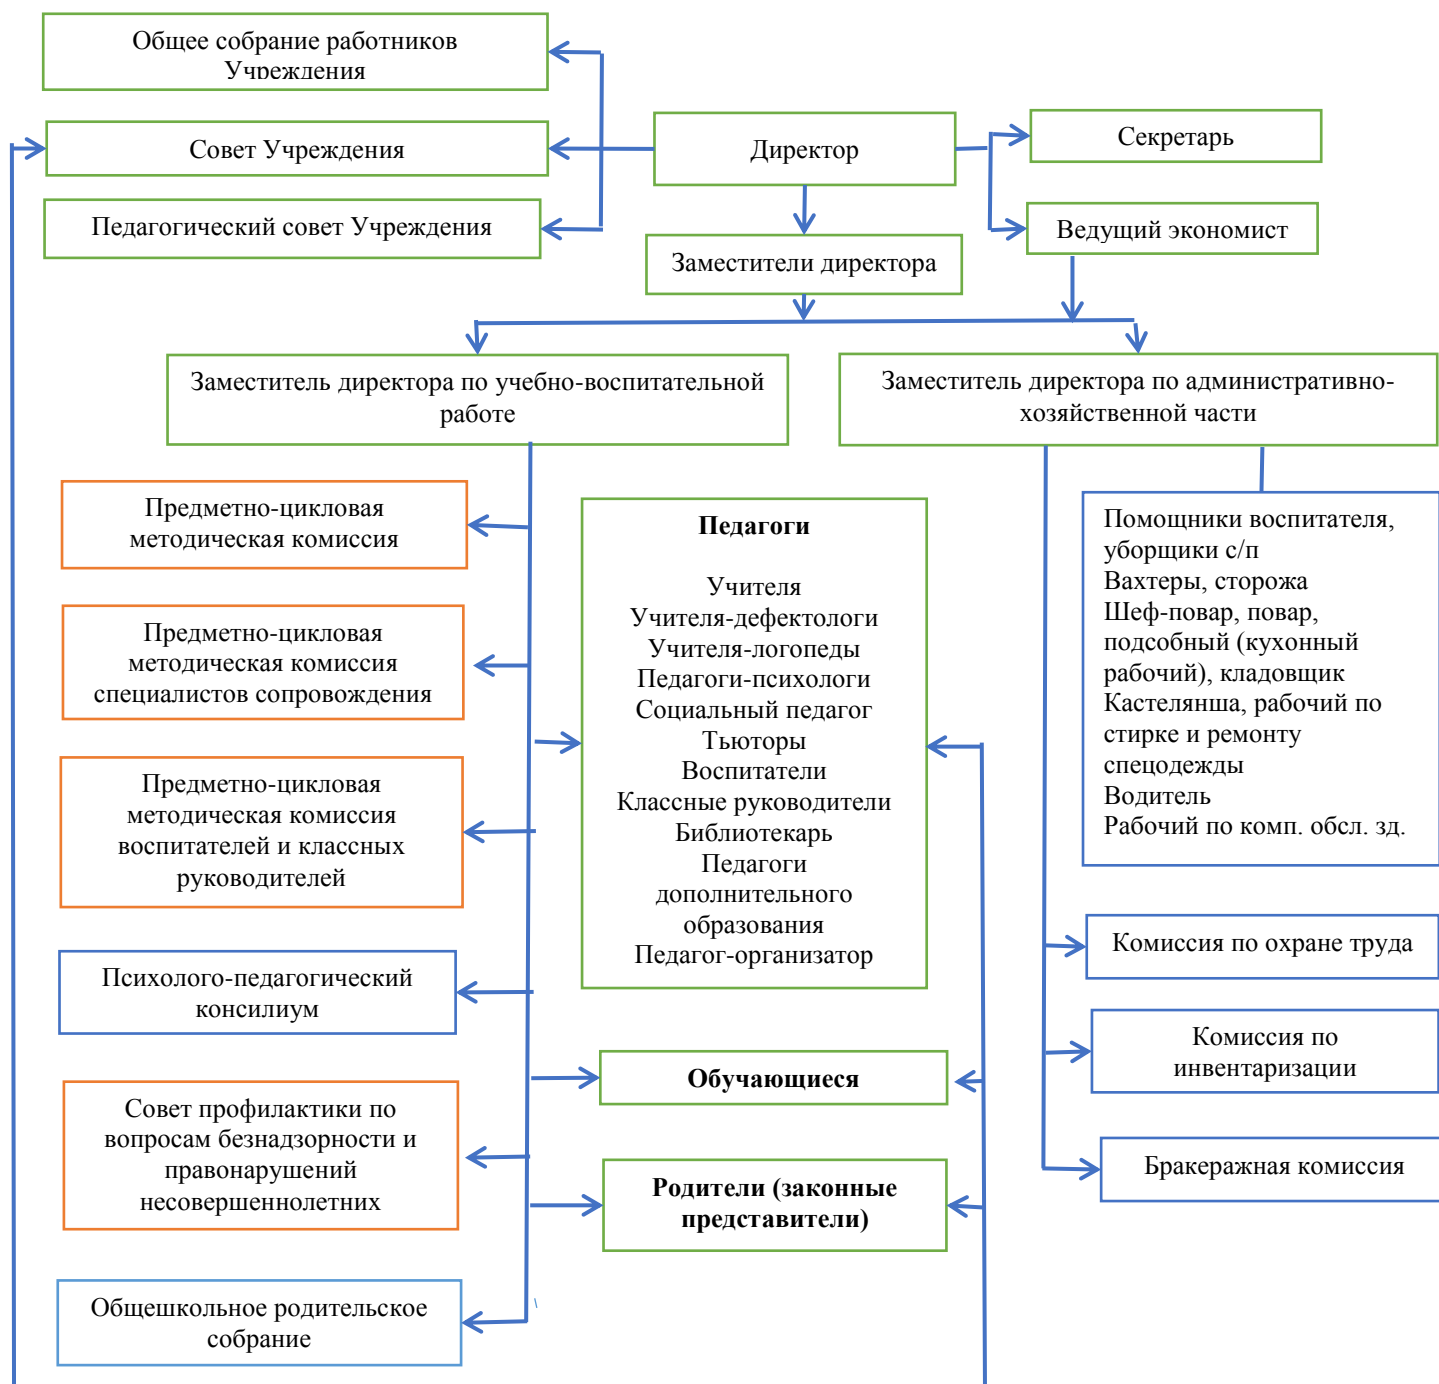 Общее собрание работников
Учреждения
Совет Учреждения
Директор
Секретарь
Педагогический совет Учреждения
Ведущий экономист
Заместители директора
Заместитель директора по учебно-воспитательной
работе
Заместитель директора по административно-
хозяйственной части
Предметно-цикловая
методическая комиссия
Предметно-цикловая
методическая комиссия
специалистов сопровождения
Предметно-цикловая
методическая комиссия
воспитателей и классных
руководителей
Психолого-педагогический
консилиум
Совет профилактики по
вопросам безнадзорности и
правонарушений
несовершеннолетних
Общешкольное родительское
собрание
Педагоги
Учителя
Учителя-дефектологи
Учителя-логопеды
Педагоги-психологи
Социальный педагог
Тьюторы
Воспитатели
Классные руководители
Библиотекарь
Педагоги
дополнительного
образования
Педагог-организатор
Обучающиеся
Родители (законные
представители)
\
Помощники воспитателя,
уборщики с/п
Вахтеры, сторожа
Шеф-повар, повар,
подсобный (кухонный
рабочий), кладовщик
Кастелянша, рабочий по
стирке и ремонту
спецодежды
Водитель
Рабочий по комп. обсл. зд.
Комиссия по охране труда
Комиссия по
инвентаризации
Бракеражная комиссия